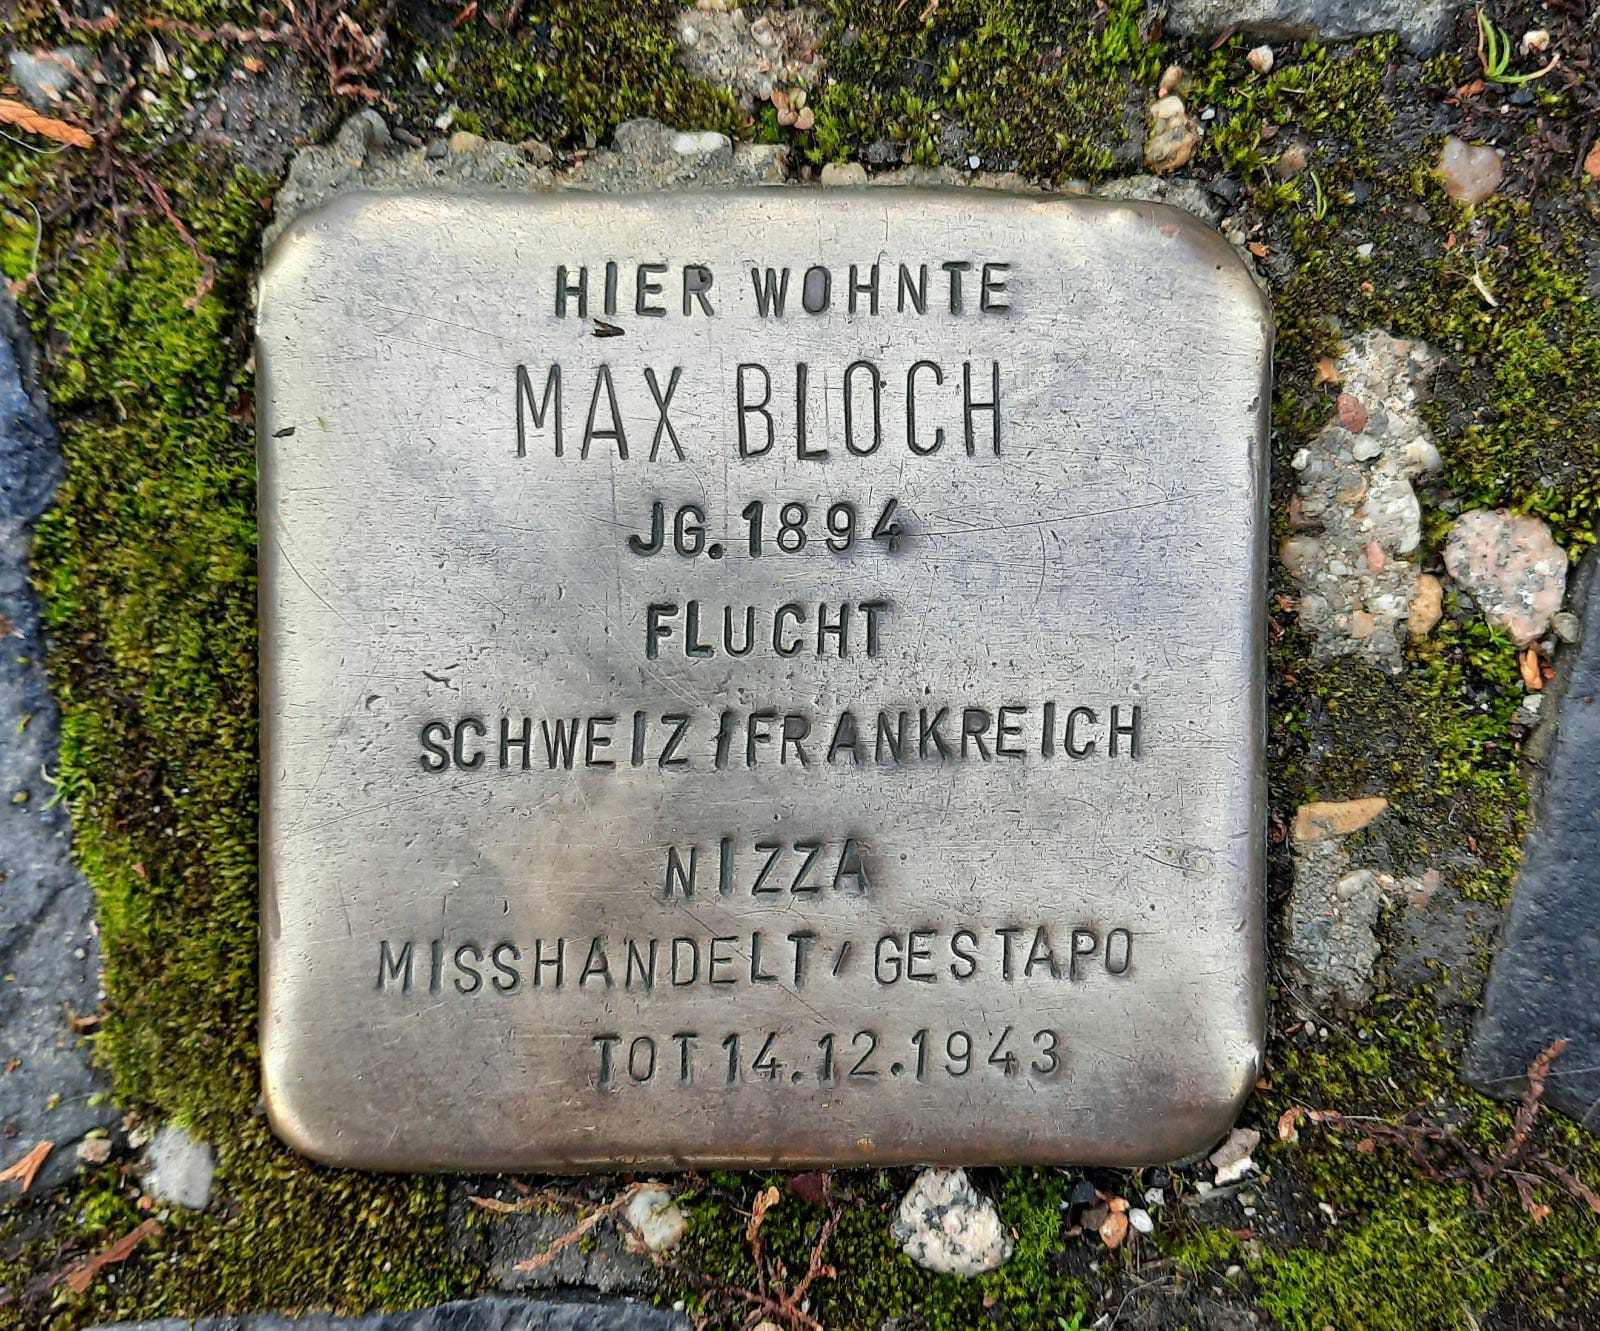 HIER WOHNTE
MAX BLOCH
JG. 1894
FLUCHT
SCHWEIZ/FRANKREICH
NIZZA
MISSHANDELT/GESTAPO
TOT 14.12.1943